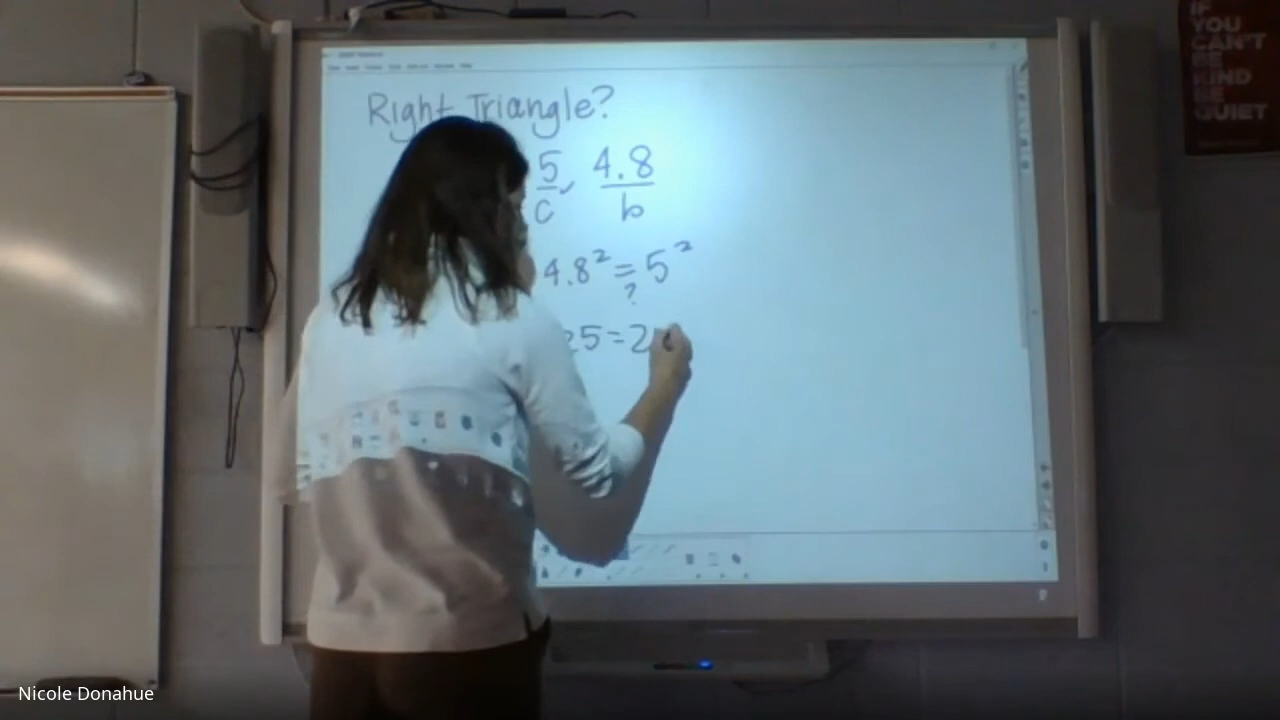 Right Triangle?
5, 4.8
c b
4.8² = 5²
?
25 = 2
IF
YOU
CAN'T
BE
KIND
BE
QUIET
Nicole Donahue